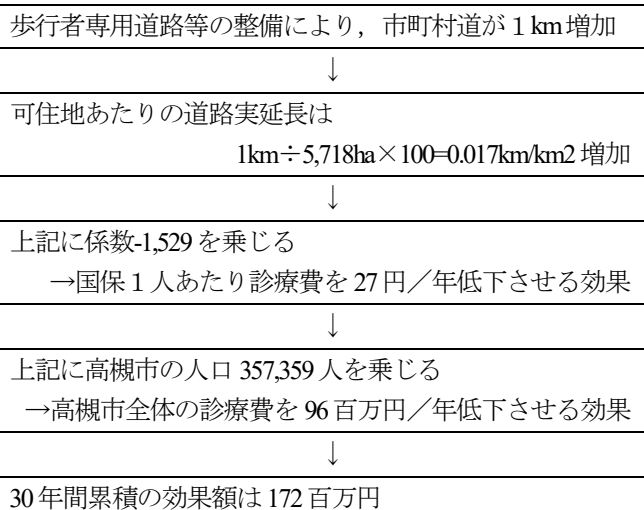 歩行者専用道路等の整備により，市町村道が１km増加
↓
可住地あたりの道路実延長は
1km÷5,718ha×100=0.017km/km2 増加
↓
上記に係数-1,529 を乗じる
→国保１人あたり診療費を 27 円／年低下させる効果
↓
上記に高槻市の人口 357,359 人を乗じる
→高槻市全体の診療費を 96 百万円／年低下させる効果
↓
30 年間累積の効果額は 172 百万円